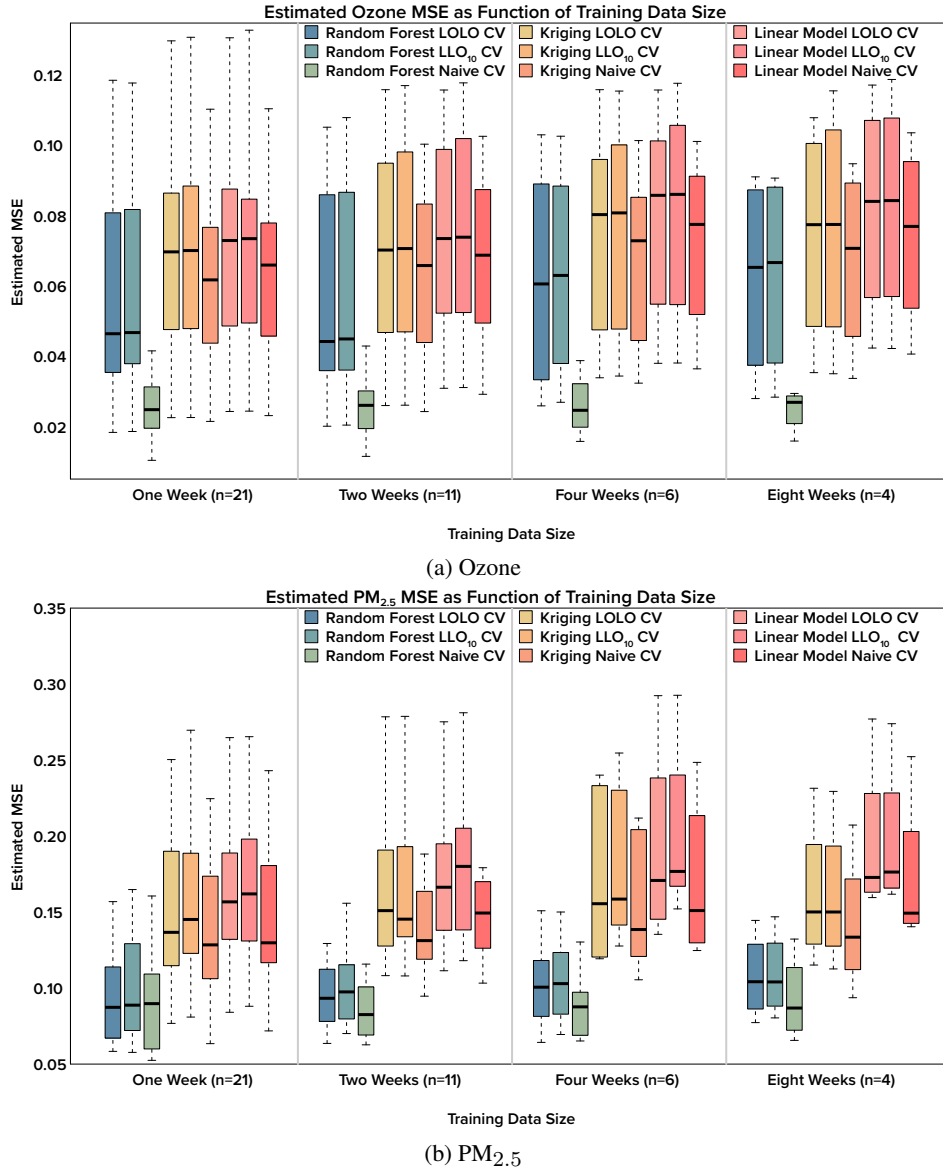 Estimated Ozone MSE as Function of Training Data Size
Random Forest LOLO CV
Random Forest LLO₁₀ CV
Random Forest Naive CV
Kriging LOLO CV
Kriging LLO₁₀ CV
Kriging Naive CV
Linear Model LOLO CV
Linear Model LLO₁₀ CV
Linear Model Naive CV
Estimated MSE
0.12
0.10
0.08
0.06
0.04
0.02
One Week (n=21)
Two Weeks (n=11)
Four Weeks (n=6)
Eight Weeks (n=4)
Training Data Size
(a) Ozone
Estimated PM₂.₅ MSE as Function of Training Data Size
Random Forest LOLO CV
Random Forest LLO₁₀ CV
Random Forest Naive CV
Kriging LOLO CV
Kriging LLO₁₀ CV
Kriging Naive CV
Linear Model LOLO CV
Linear Model LLO₁₀ CV
Linear Model Naive CV
Estimated MSE
0.35
0.30
0.25
0.20
0.15
0.10
0.05
One Week (n=21)
Two Weeks (n=11)
Four Weeks (n=6)
Eight Weeks (n=4)
Training Data Size
(b) PM₂.₅